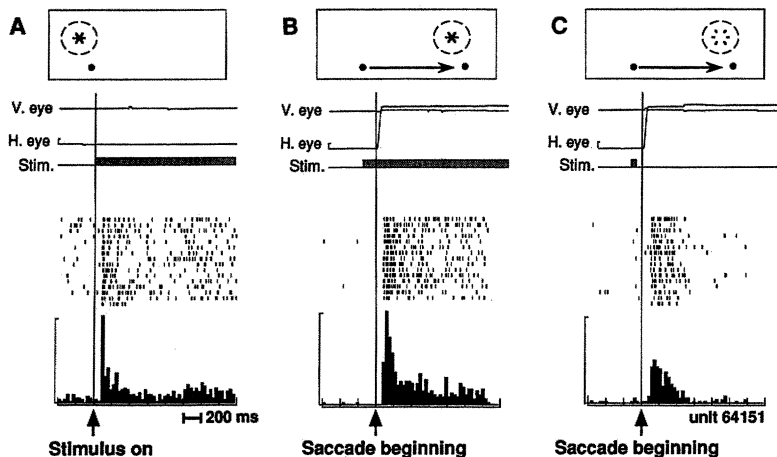 A
B
C
V. eye
H. eye
Stim.
V. eye
H. eye
Stim.
V. eye
H. eye
Stim.
200 ms
unit 64151
Stimulus on
Saccade beginning
Saccade beginning